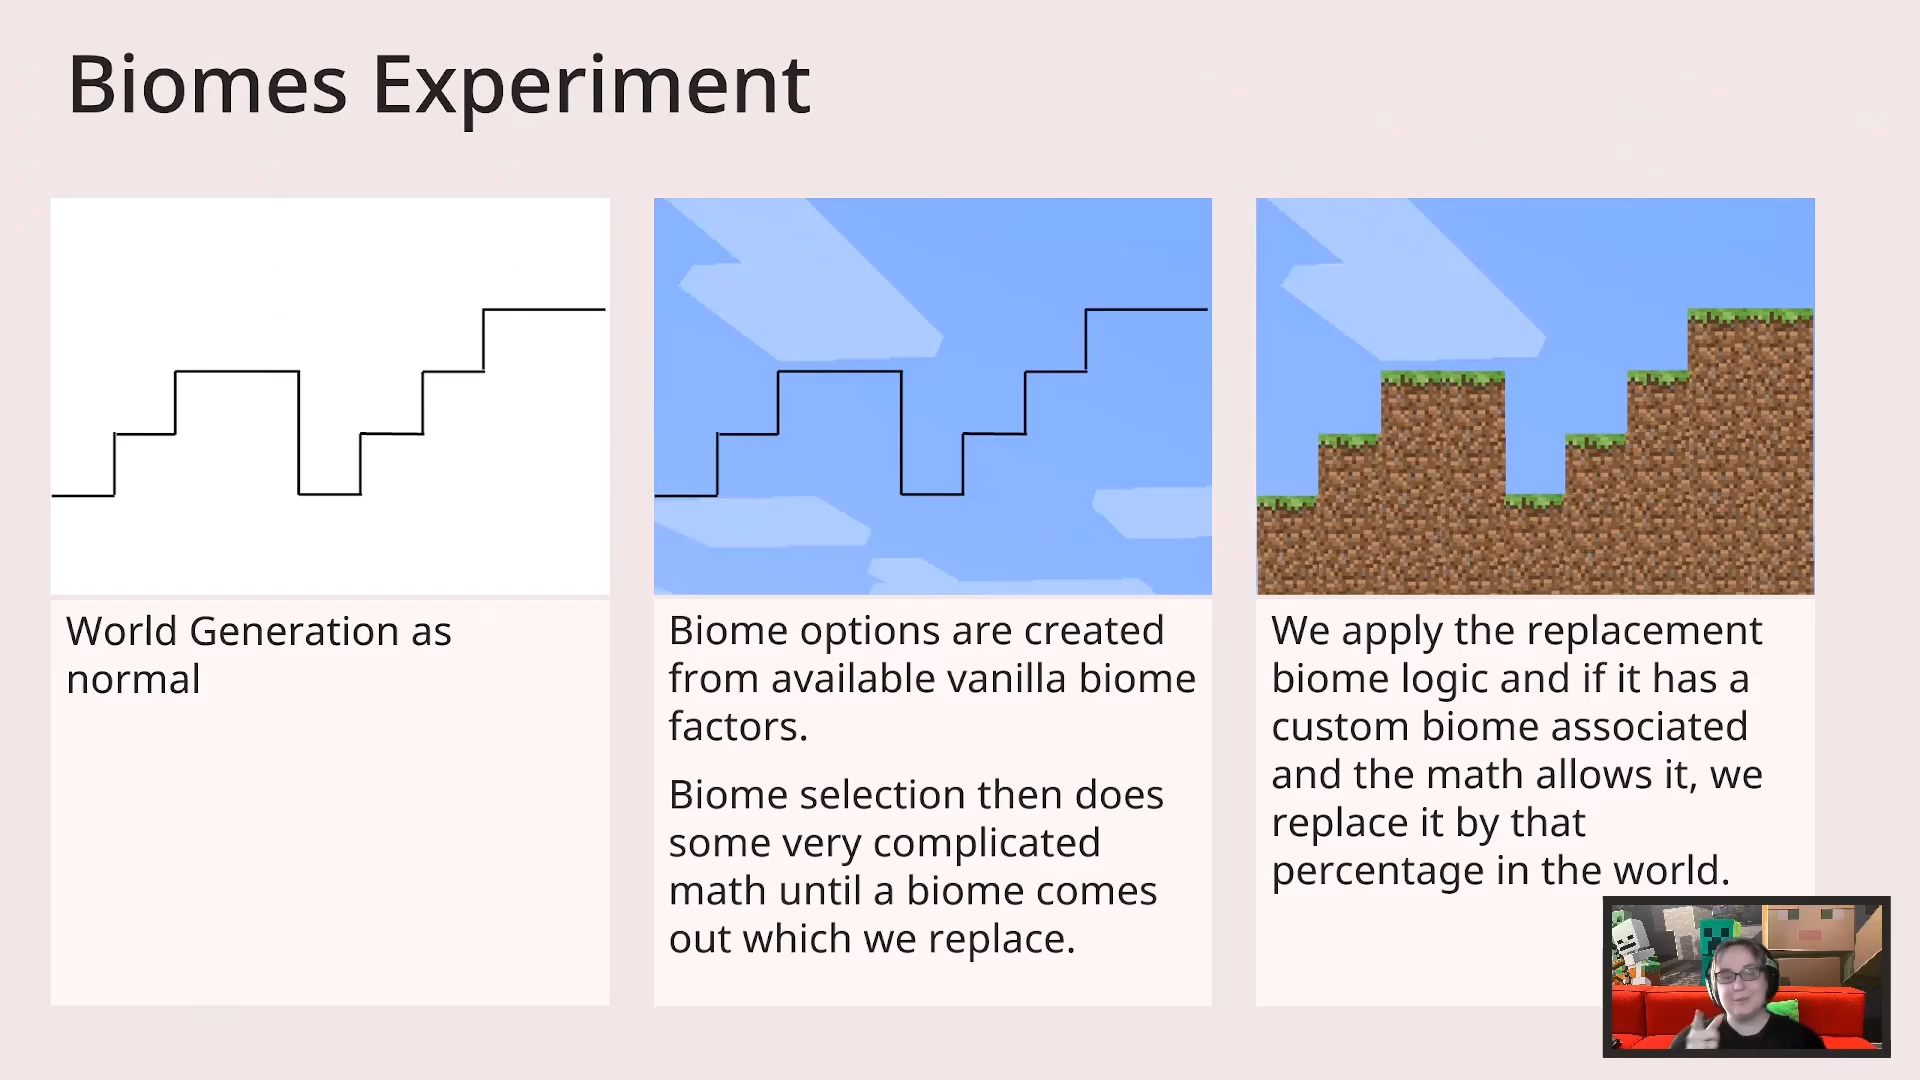 Biomes Experiment
World Generation as
normal
Biome options are created
from available vanilla biome
factors.
Biome selection then does
some very complicated
math until a biome comes
out which we replace.
We apply the replacement
biome logic and if it has a
custom biome associated
and the math allows it, we
replace it by that
percentage in the world.